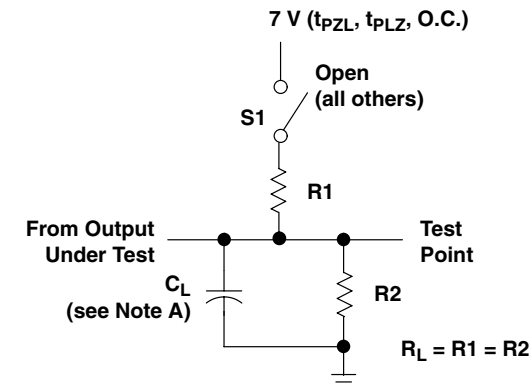 7 V (tPZL, tPLZ, O.C.)
Open
(all others)
S1
R1
From Output
Under Test
Test
Point
CL
(see Note A)
R2
RL = R1 = R2